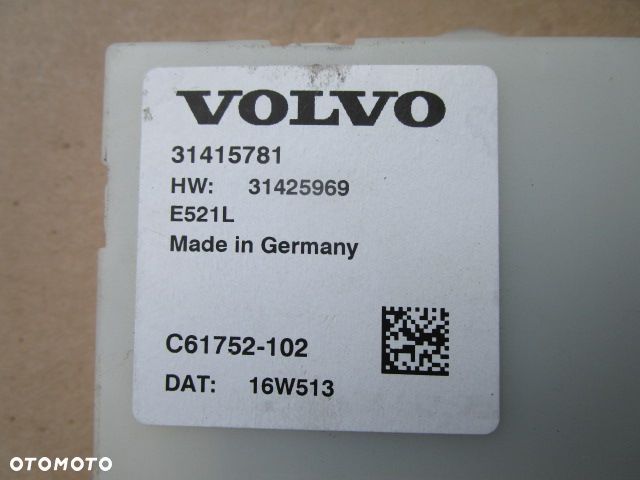 VOLVO
31415781
HW: 31425969
E521L
Made in Germany
C61752-102
DAT: 16W513
OTOMOTO